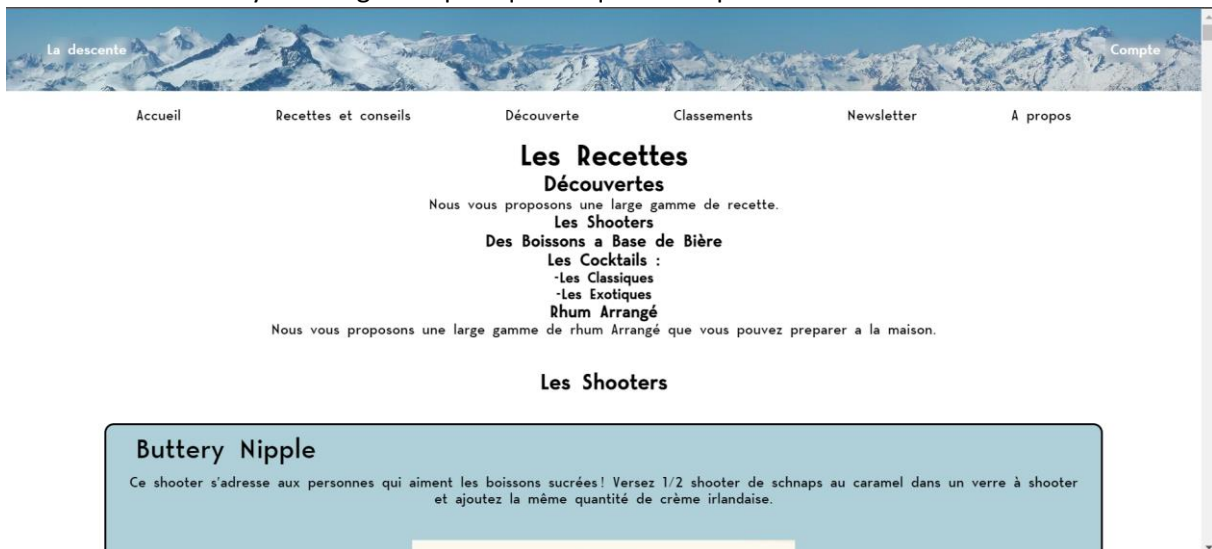 La descente
Compte
Accueil Recettes et conseils Découverte Classements Newsletter A propos
Les Recettes
Découvertes
Nous vous proposons une large gamme de recette.
Les Shooters
Des Boissons a Base de Bière
Les Cocktails :
-Les Classiques
-Les Exotiques
Rhum Arrangé
Nous vous proposons une large gamme de rhum Arrangé que vous pouvez preparer a la maison.
Les Shooters
Buttery Nipple
Ce shooter s'adresse aux personnes qui aiment les boissons sucrées! Versez 1/2 shooter de schnaps au caramel dans un verre à shooter
et ajoutez la même quantité de crème irlandaise.